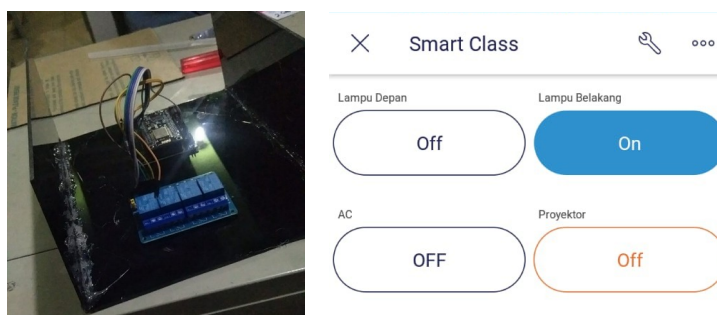 Smart Class
Lampu Depan
Lampu Belakang
Off
On
AC
Proyektor
OFF
Off